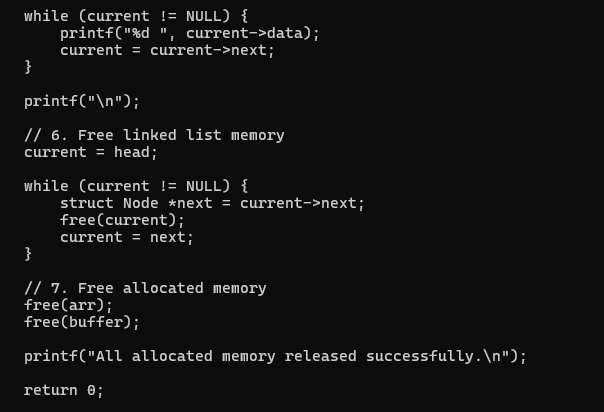 while (current != NULL) {
    printf("%d ", current->data);
    current = current->next;
}

printf("\n");

// 6. Free linked list memory
current = head;

while (current != NULL) {
    struct Node *next = current->next;
    free(current);
    current = next;
}

// 7. Free allocated memory
free(arr);
free(buffer);

printf("All allocated memory released successfully.\n");

return 0;